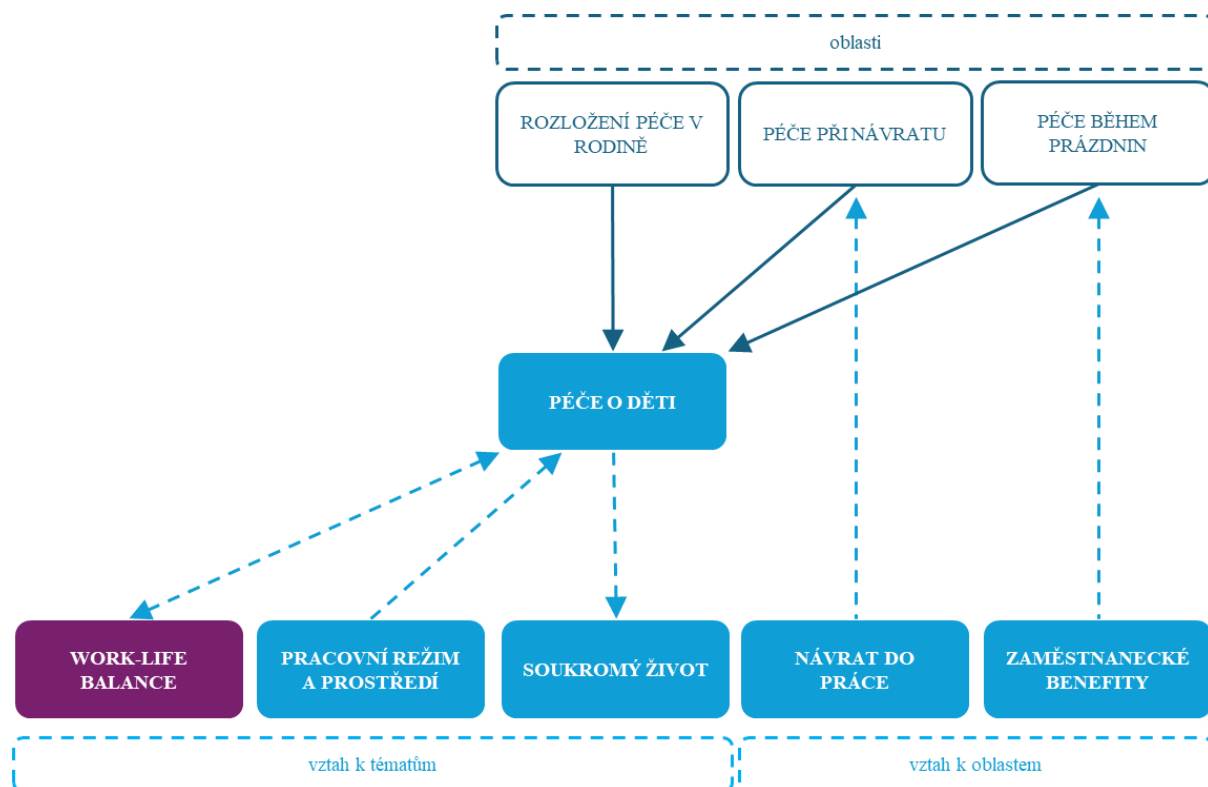 oblasti
ROZLOŽENÍ PÉČE V
RODINĚ
PÉČE PŘI NÁVRATU
PÉČE BĚHEM
PRÁZDNIN
PÉČE O DĚTI
WORK-LIFE
BALANCE
PRACOVNÍ REŽIM
A PROSTŘEDÍ
SOUKROMÝ ŽIVOT
NÁVRAT DO
PRÁCE
ZAMĚSTNANECKÉ
BENEFITY
vztah k tématům
vztah k oblastem